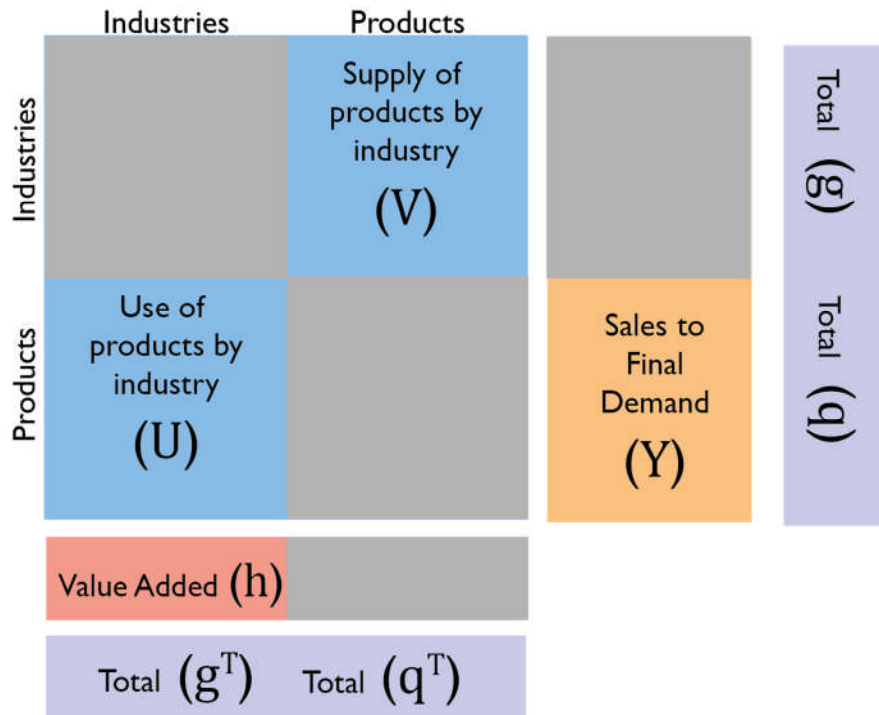 Industries Products
Industries
Supply of
products by
industry
(V)
Total (g)
Products
Use of
products by
industry
(U)
Sales to
Final
Demand
(Y)
Total (q)
Value Added (h)
Total (gᵀ) Total (qᵀ)